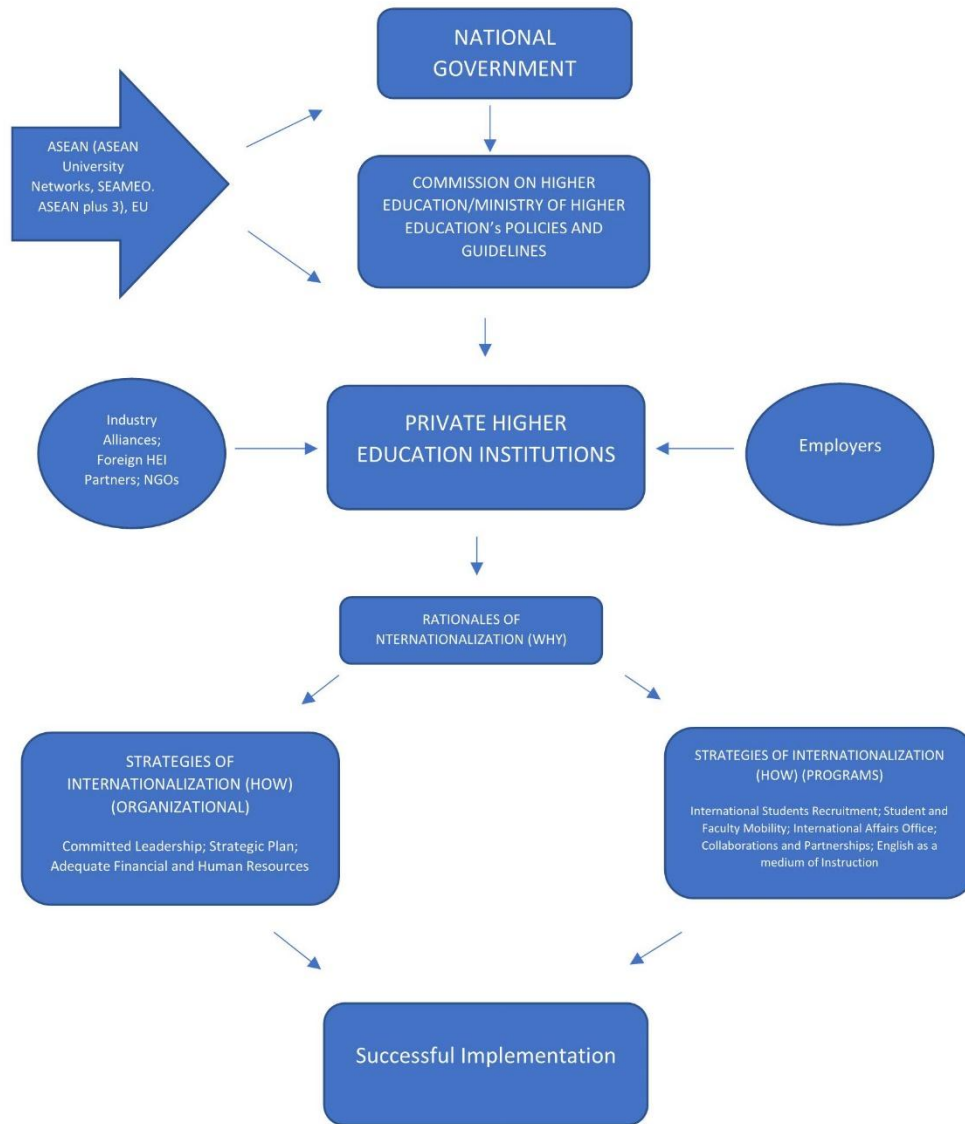 NATIONAL
GOVERNMENT
ASEAN (ASEAN
University
Networks, SEAMEO.
ASEAN plus 3), EU
COMMISSION ON HIGHER
EDUCATION/MINISTRY OF HIGHER
EDUCATION's POLICIES AND
GUIDELINES
Industry
Alliances;
Foreign HEI
Partners; NGOs
PRIVATE HIGHER
EDUCATION INSTITUTIONS
Employers
RATIONALES OF
NTERNATIONALIZATION (WHY)
STRATEGIES OF
INTERNATIONALIZATION (HOW)
(ORGANIZATIONAL)
Committed Leadership; Strategic Plan;
Adequate Financial and Human Resources
STRATEGIES OF INTERNATIONALIZATION
(HOW) (PROGRAMS)
International Students Recruitment; Student and
Faculty Mobility; International Affairs Office;
Collaborations and Partnerships; English as a
medium of Instruction
Successful Implementation